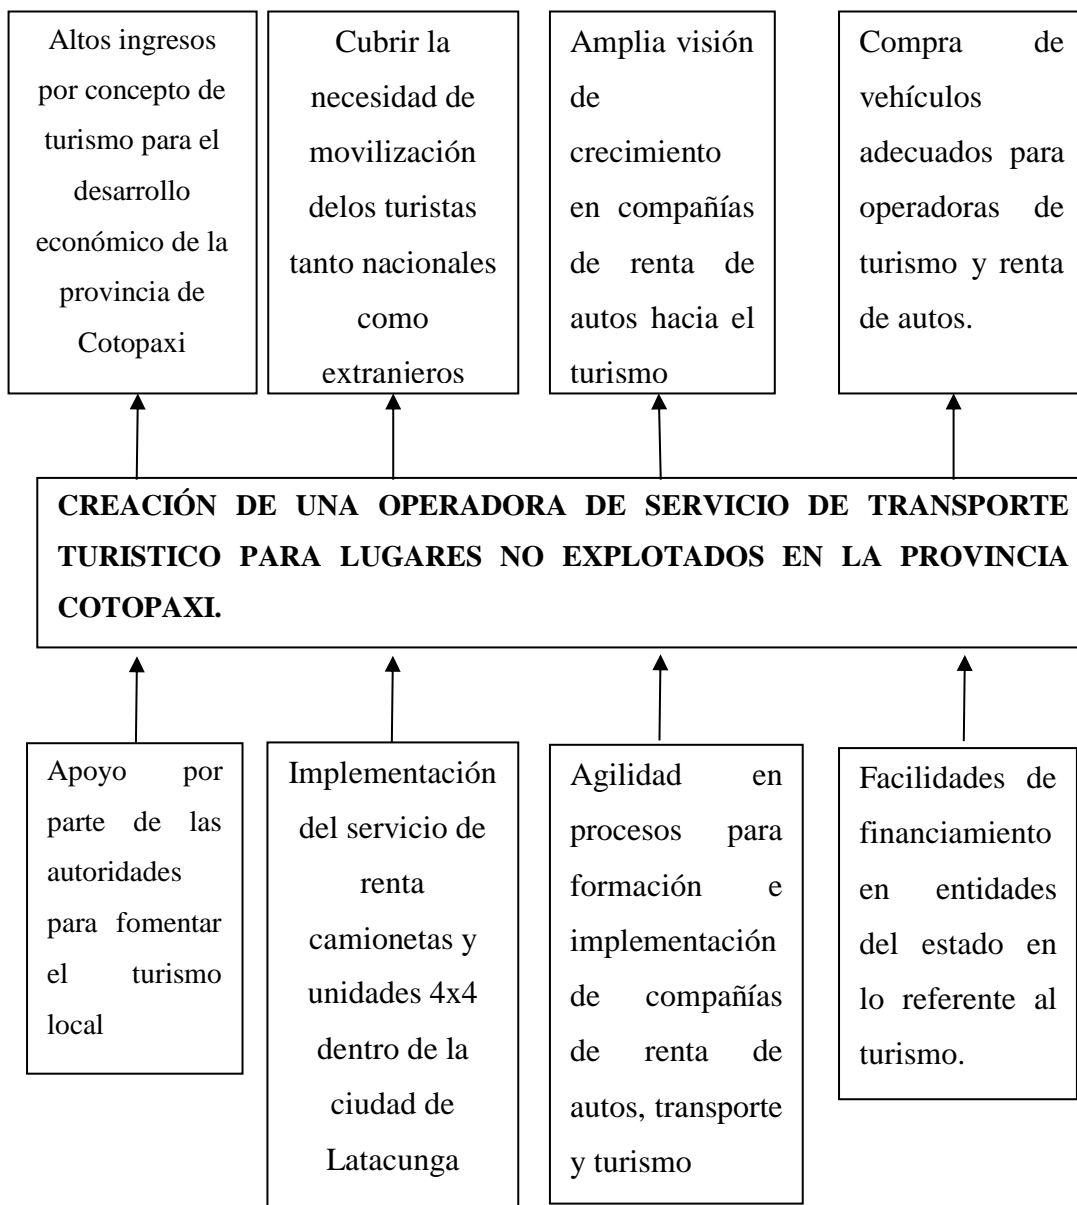 Altos ingresos
por concepto de
turismo para el
desarrollo
económico de la
provincia de
Cotopaxi
Cubrir la
necesidad de
movilización
delos turistas
tanto nacionales
como
extranjeros
Amplia visión
de
crecimiento
en compañías
de renta de
autos hacia el
turismo
Compra de
vehículos
adecuados para
operadoras de
turismo y renta
de autos.
CREACIÓN DE UNA OPERADORA DE SERVICIO DE TRANSPORTE
TURISTICO PARA LUGARES NO EXPLOTADOS EN LA PROVINCIA
COTOPAXI.
Apoyo por
parte de las
autoridades
para fomentar
el turismo
local
Implementación
del servicio de
renta
camionetas y
unidades 4x4
dentro de la
ciudad de
Latacunga
Agilidad en
procesos para
formación e
implementación
de compañías
de renta de
autos, transporte
y turismo
Facilidades de
financiamiento
en entidades
del estado en
lo referente al
turismo.